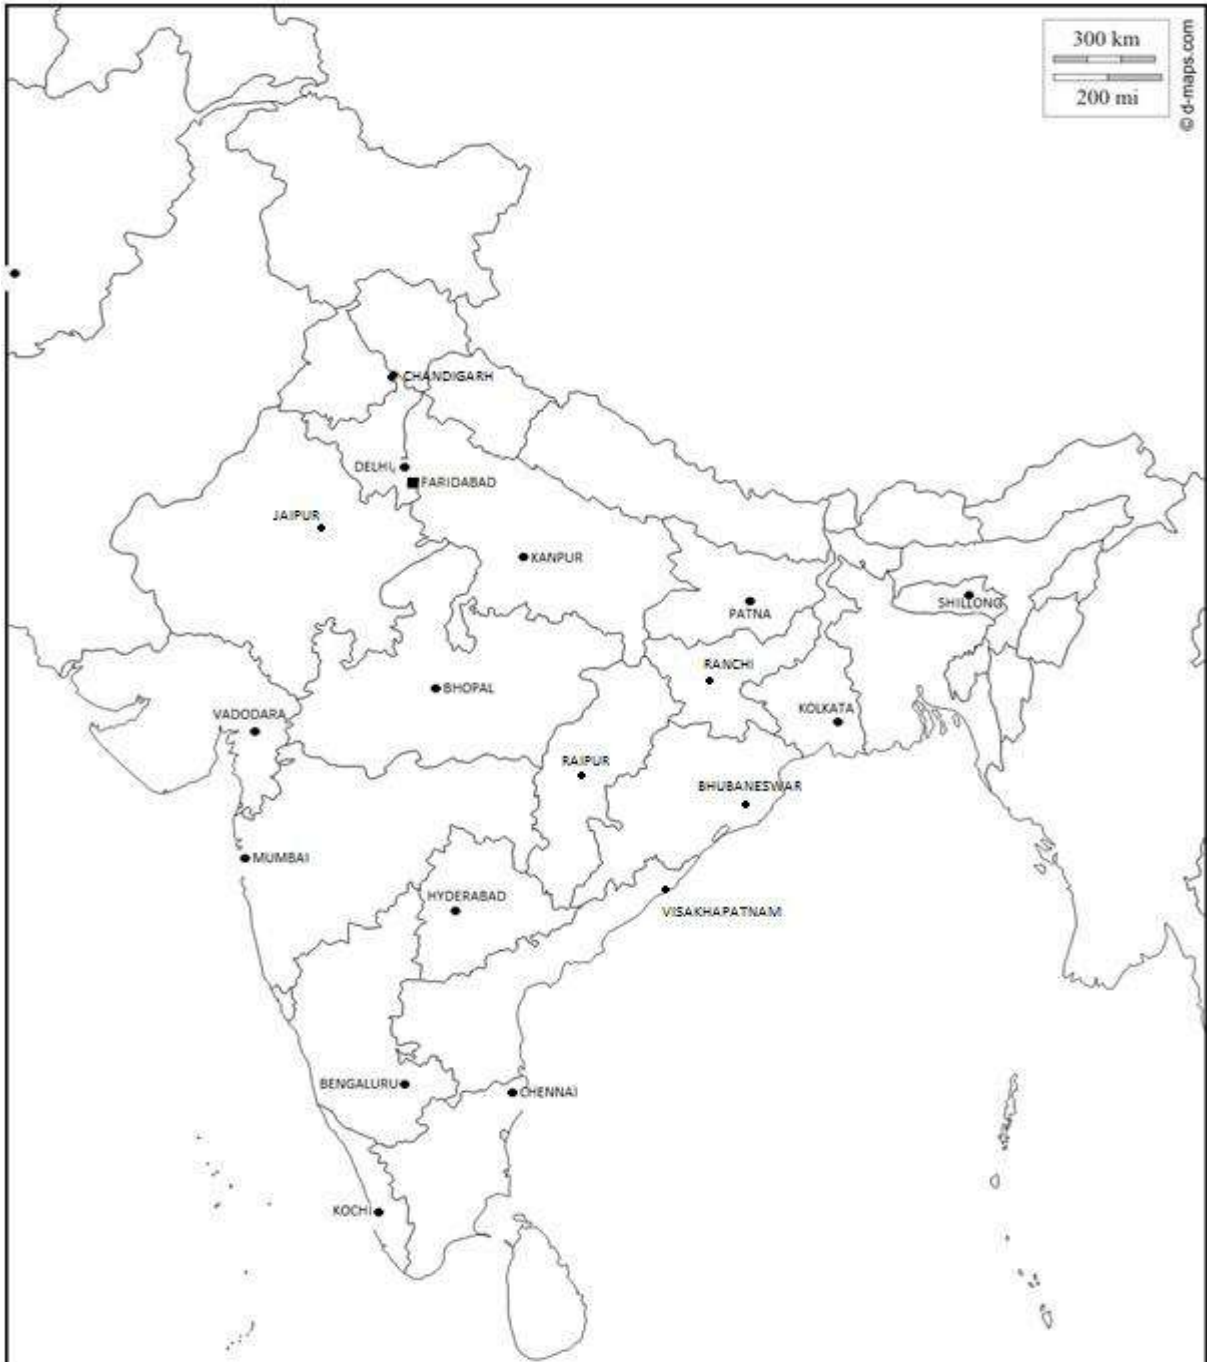 300 km
200 mi
© d-maps.com
CHANDIGARH
DELHI
FARIDABAD
JAIPUR
KANPUR
PATNA
SHILLONG
RANCHI
BHOPAL
KOLKATA
VADODARA
RAIPUR
BHUBANESWAR
MUMBAI
HYDERABAD
VISAKHAPATNAM
BENGALURU
CHENNAI
KOCHI